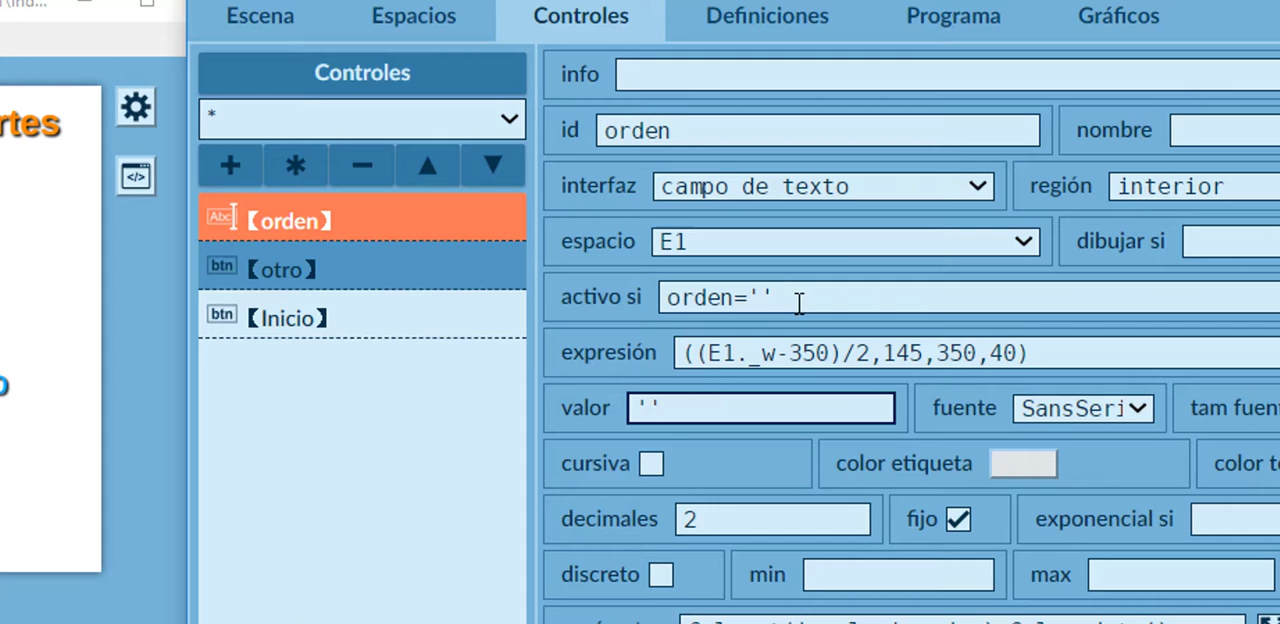 Escena Espacios Controles Definiciones Programa Gráficos
rtes
</>
o
Controles
*
+ * − ▲ ▼
Abc 【orden】
btn 【otro】
btn 【Inicio】
info
id orden nombre
interfaz campo de texto región interior
espacio E1 dibujar si
activo si orden=''
expresión ((E1._w-350)/2,145,350,40)
valor '' fuente SansSeri tam fuen
cursiva color etiqueta color te
decimales 2 fijo exponencial si
discreto min max